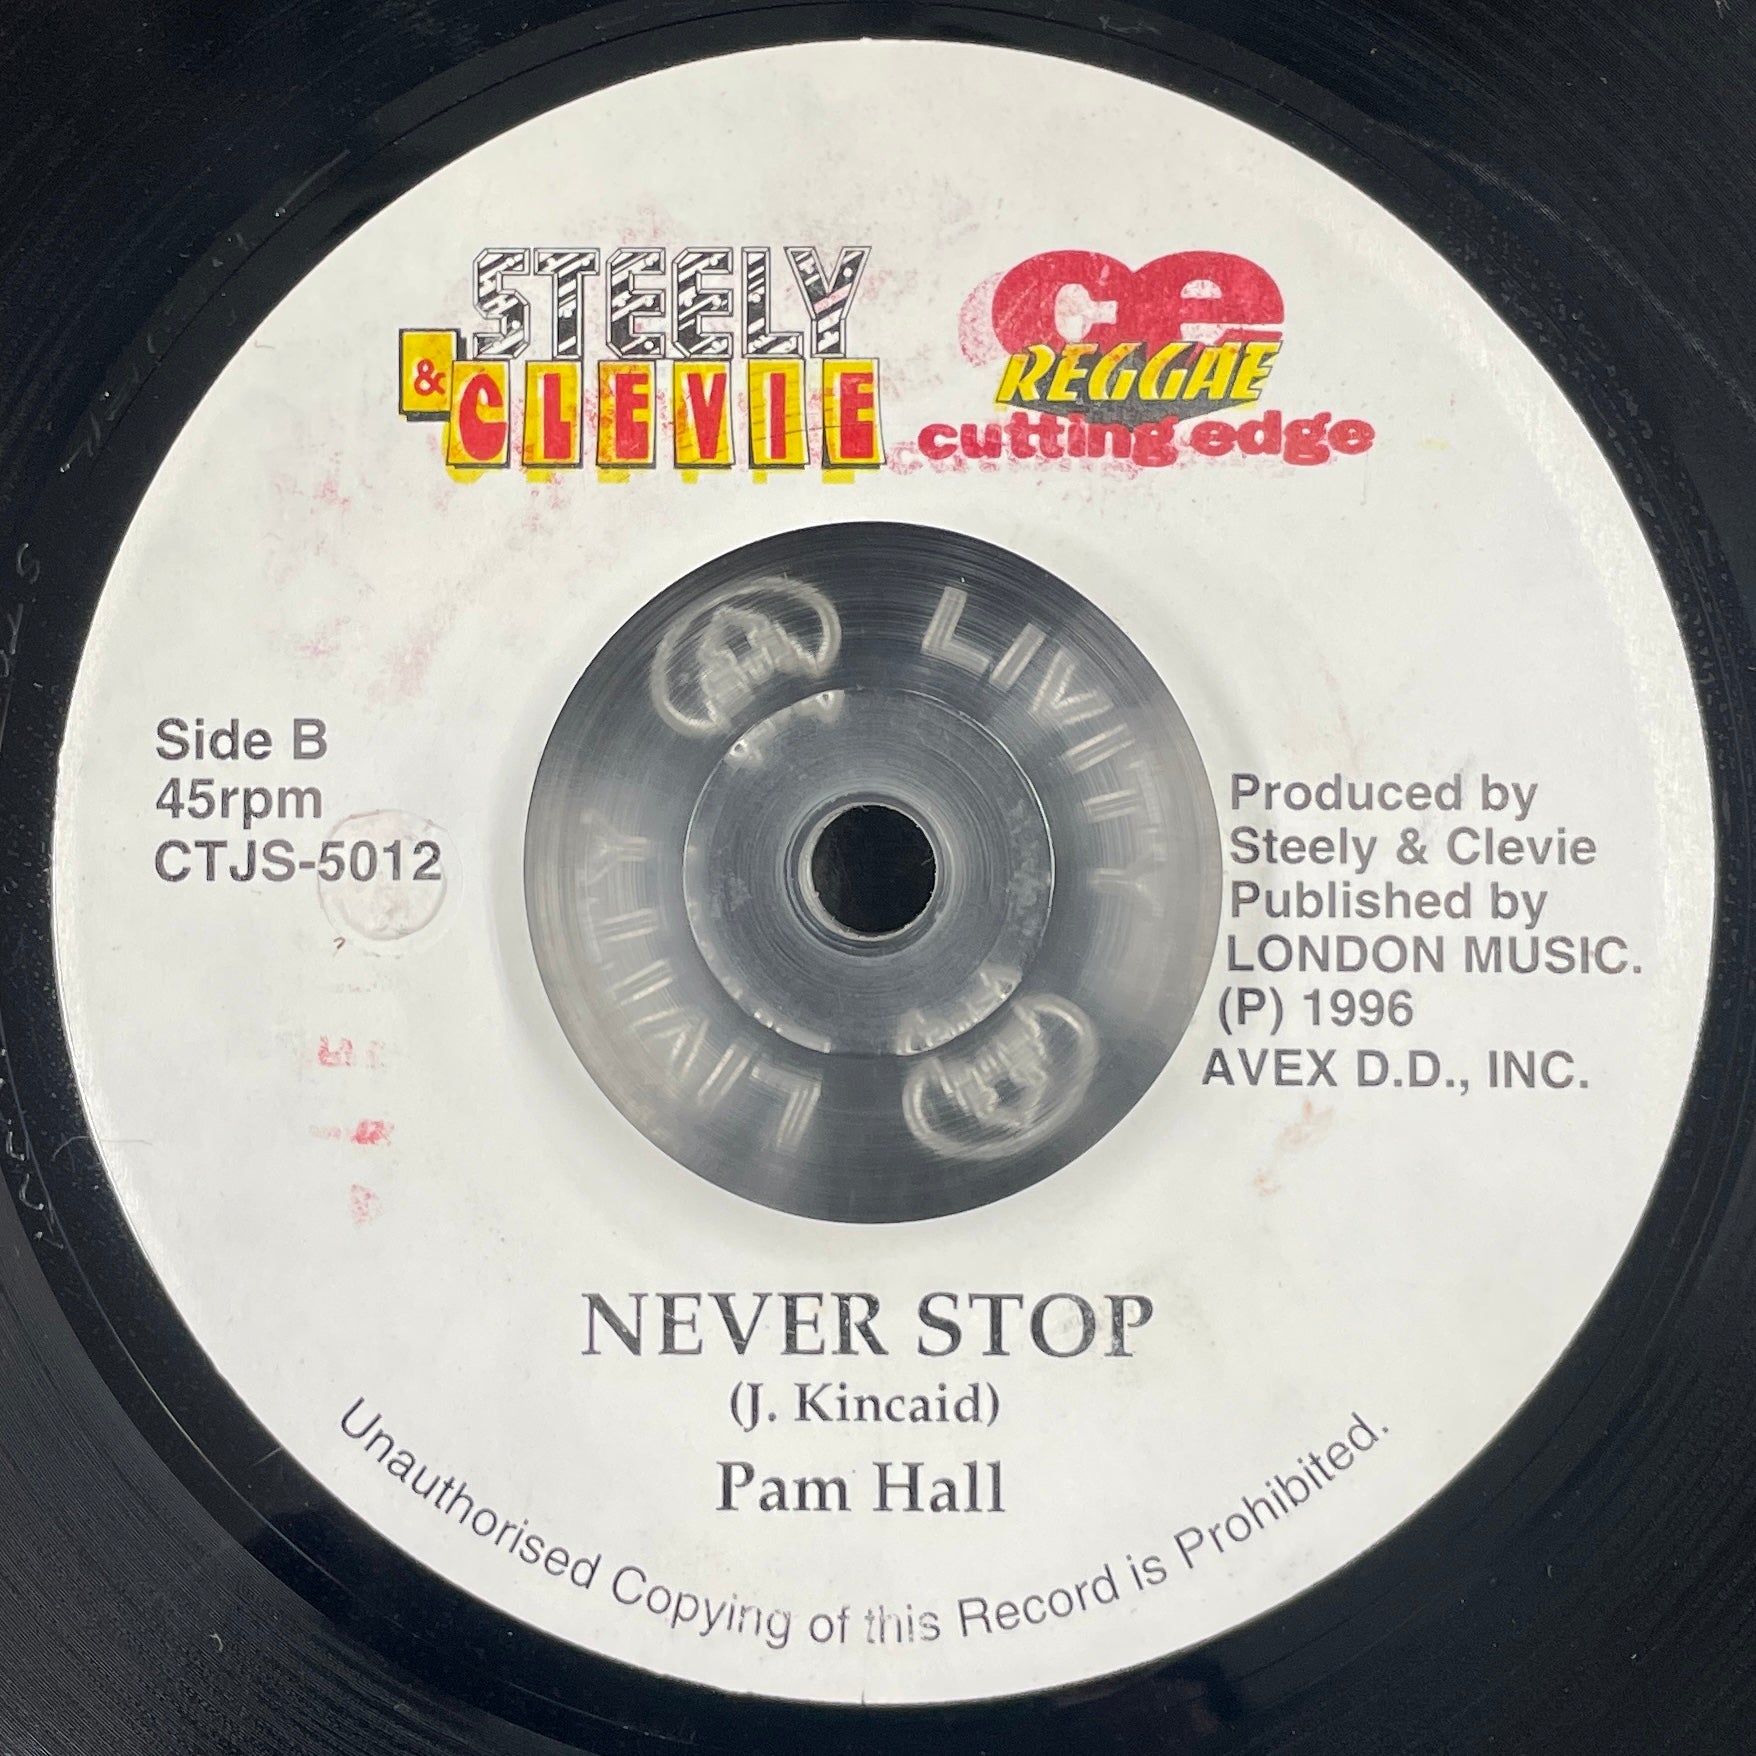 STEELY
& CLEVIE
ce
REGGAE
cutting edge
LIVITY
LIVITY
Side B
45rpm
CTJS-5012
Produced by
Steely & Clevie
Published by
LONDON MUSIC.
(P) 1996
AVEX D.D., INC.
NEVER STOP
(J. Kincaid)
Pam Hall
Unauthorised Copying of this Record is Prohibited.